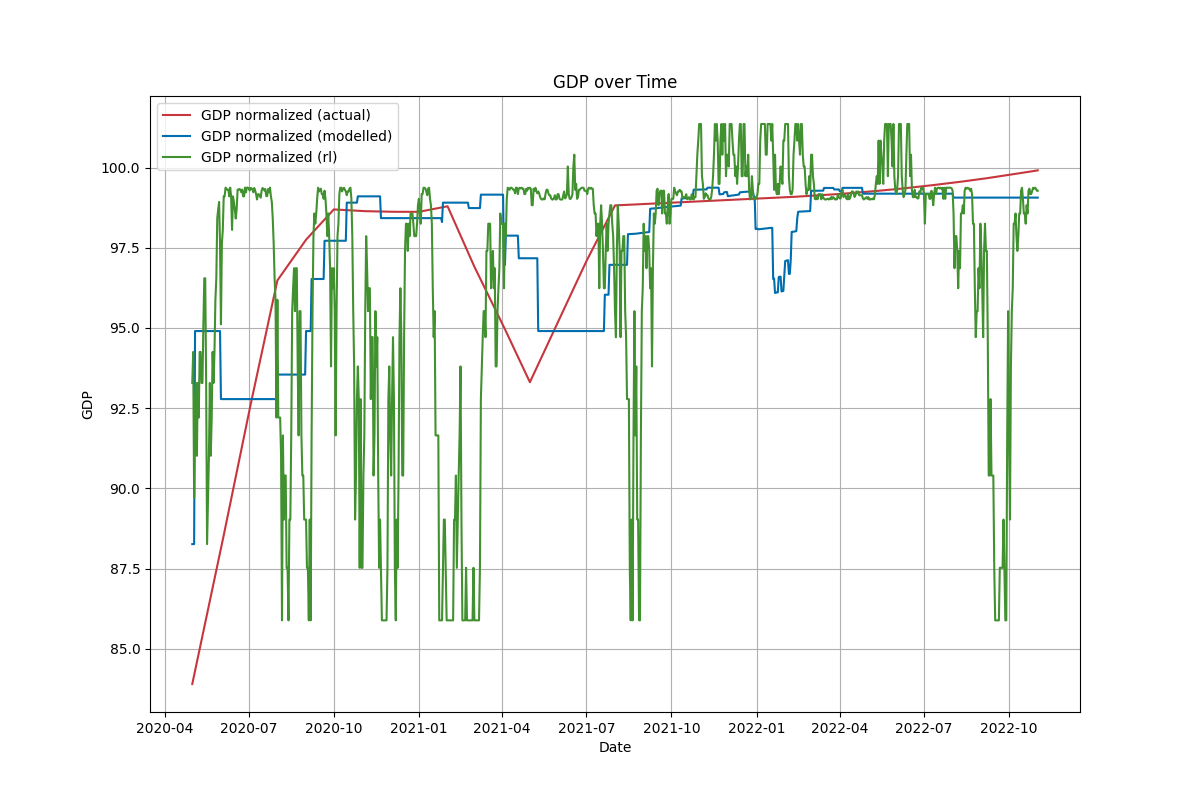 GDP over Time
GDP normalized (actual)
GDP normalized (modelled)
GDP normalized (rl)
GDP
100.0
97.5
95.0
92.5
90.0
87.5
85.0
2020-04 2020-07 2020-10 2021-01 2021-04 2021-07 2021-10 2022-01 2022-04 2022-07 2022-10
Date